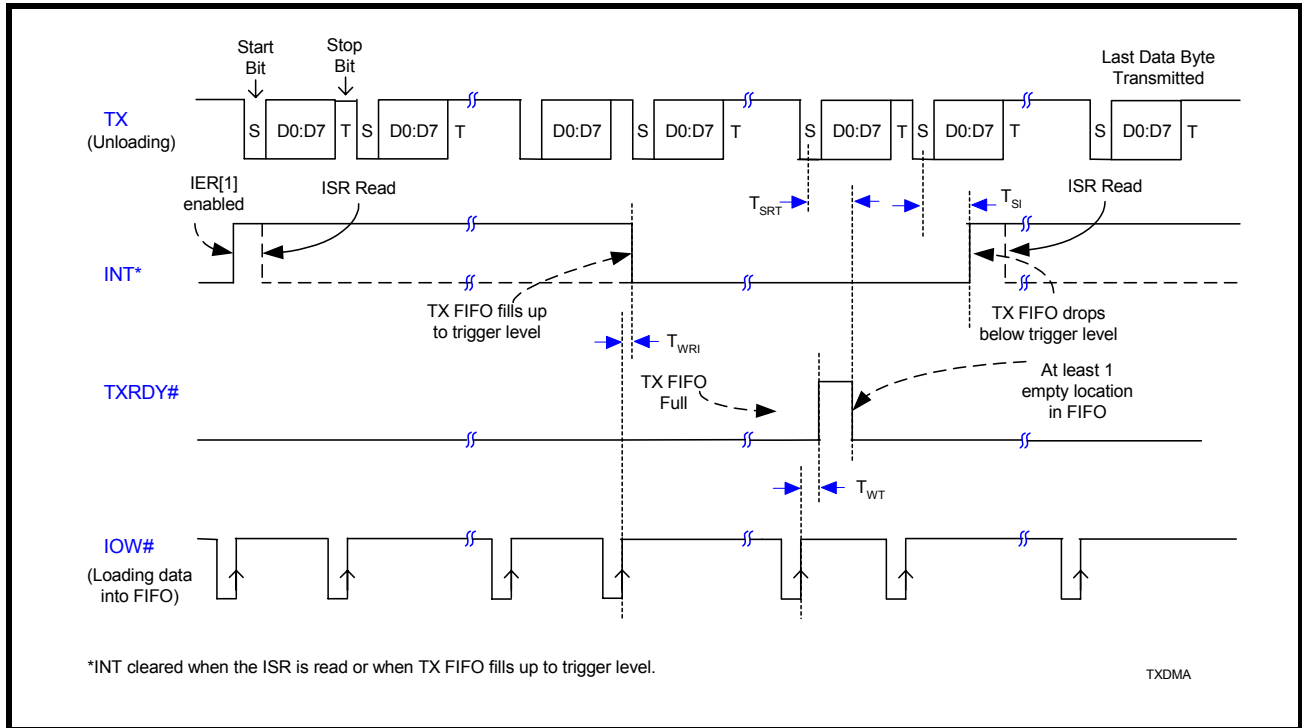 Start
Bit
Stop
Bit
Last Data Byte
Transmitted
TX
(Unloading)
S D0:D7 T S D0:D7 T D0:D7 S D0:D7 T S D0:D7 T S D0:D7 T S D0:D7 T
IER[1]
enabled
ISR Read
TSRT
TSI
ISR Read
INT*
TX FIFO fills up
to trigger level
TX FIFO drops
below trigger level
TWRI
TXRDY#
TX FIFO
Full
At least 1
empty location
in FIFO
TWT
IOW#
(Loading data
into FIFO)
*INT cleared when the ISR is read or when TX FIFO fills up to trigger level.
TXDMA